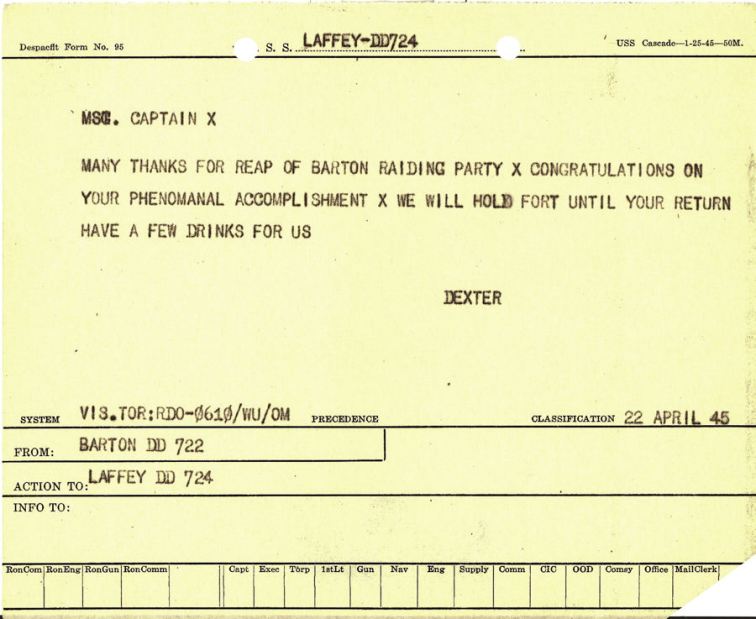 Despacht Form No. 95 . S. S. LAFFEY-DD724 USS Cascade—1-25-45—50M.
MSG. CAPTAIN X
MANY THANKS FOR REAP OF BARTON RAIDING PARTY X CONGRATULATIONS ON
YOUR PHENOMANAL ACCOMPLISHMENT X WE WILL HOLD FORT UNTIL YOUR RETURN
HAVE A FEW DRINKS FOR US
DEXTER
SYSTEM VIS.TOR:RDO-Ø61Ø/WU/OM PRECEDENCE CLASSIFICATION 22 APRIL 45
FROM: BARTON DD 722
ACTION TO: LAFFEY DD 724
INFO TO:
RonCom RonEng RonGun RonComm Capt Exec Torp 1stLt Gun Nav Eng Supply Comm CIC OOD Comsy Office MailClerk